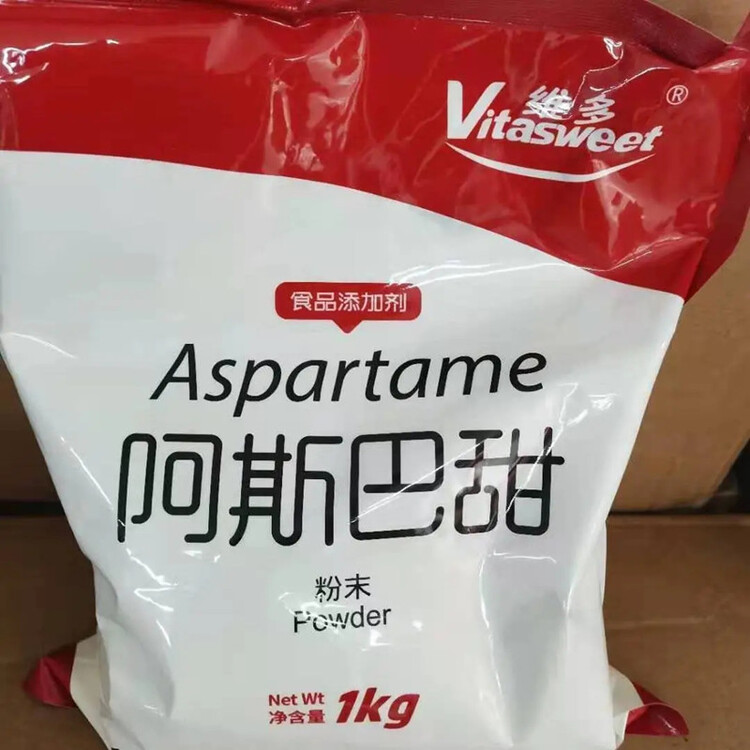 维多®
Vitasweet
食品添加剂
Aspartame
阿斯巴甜
粉末
Powder
Net Wt
净含量 1kg